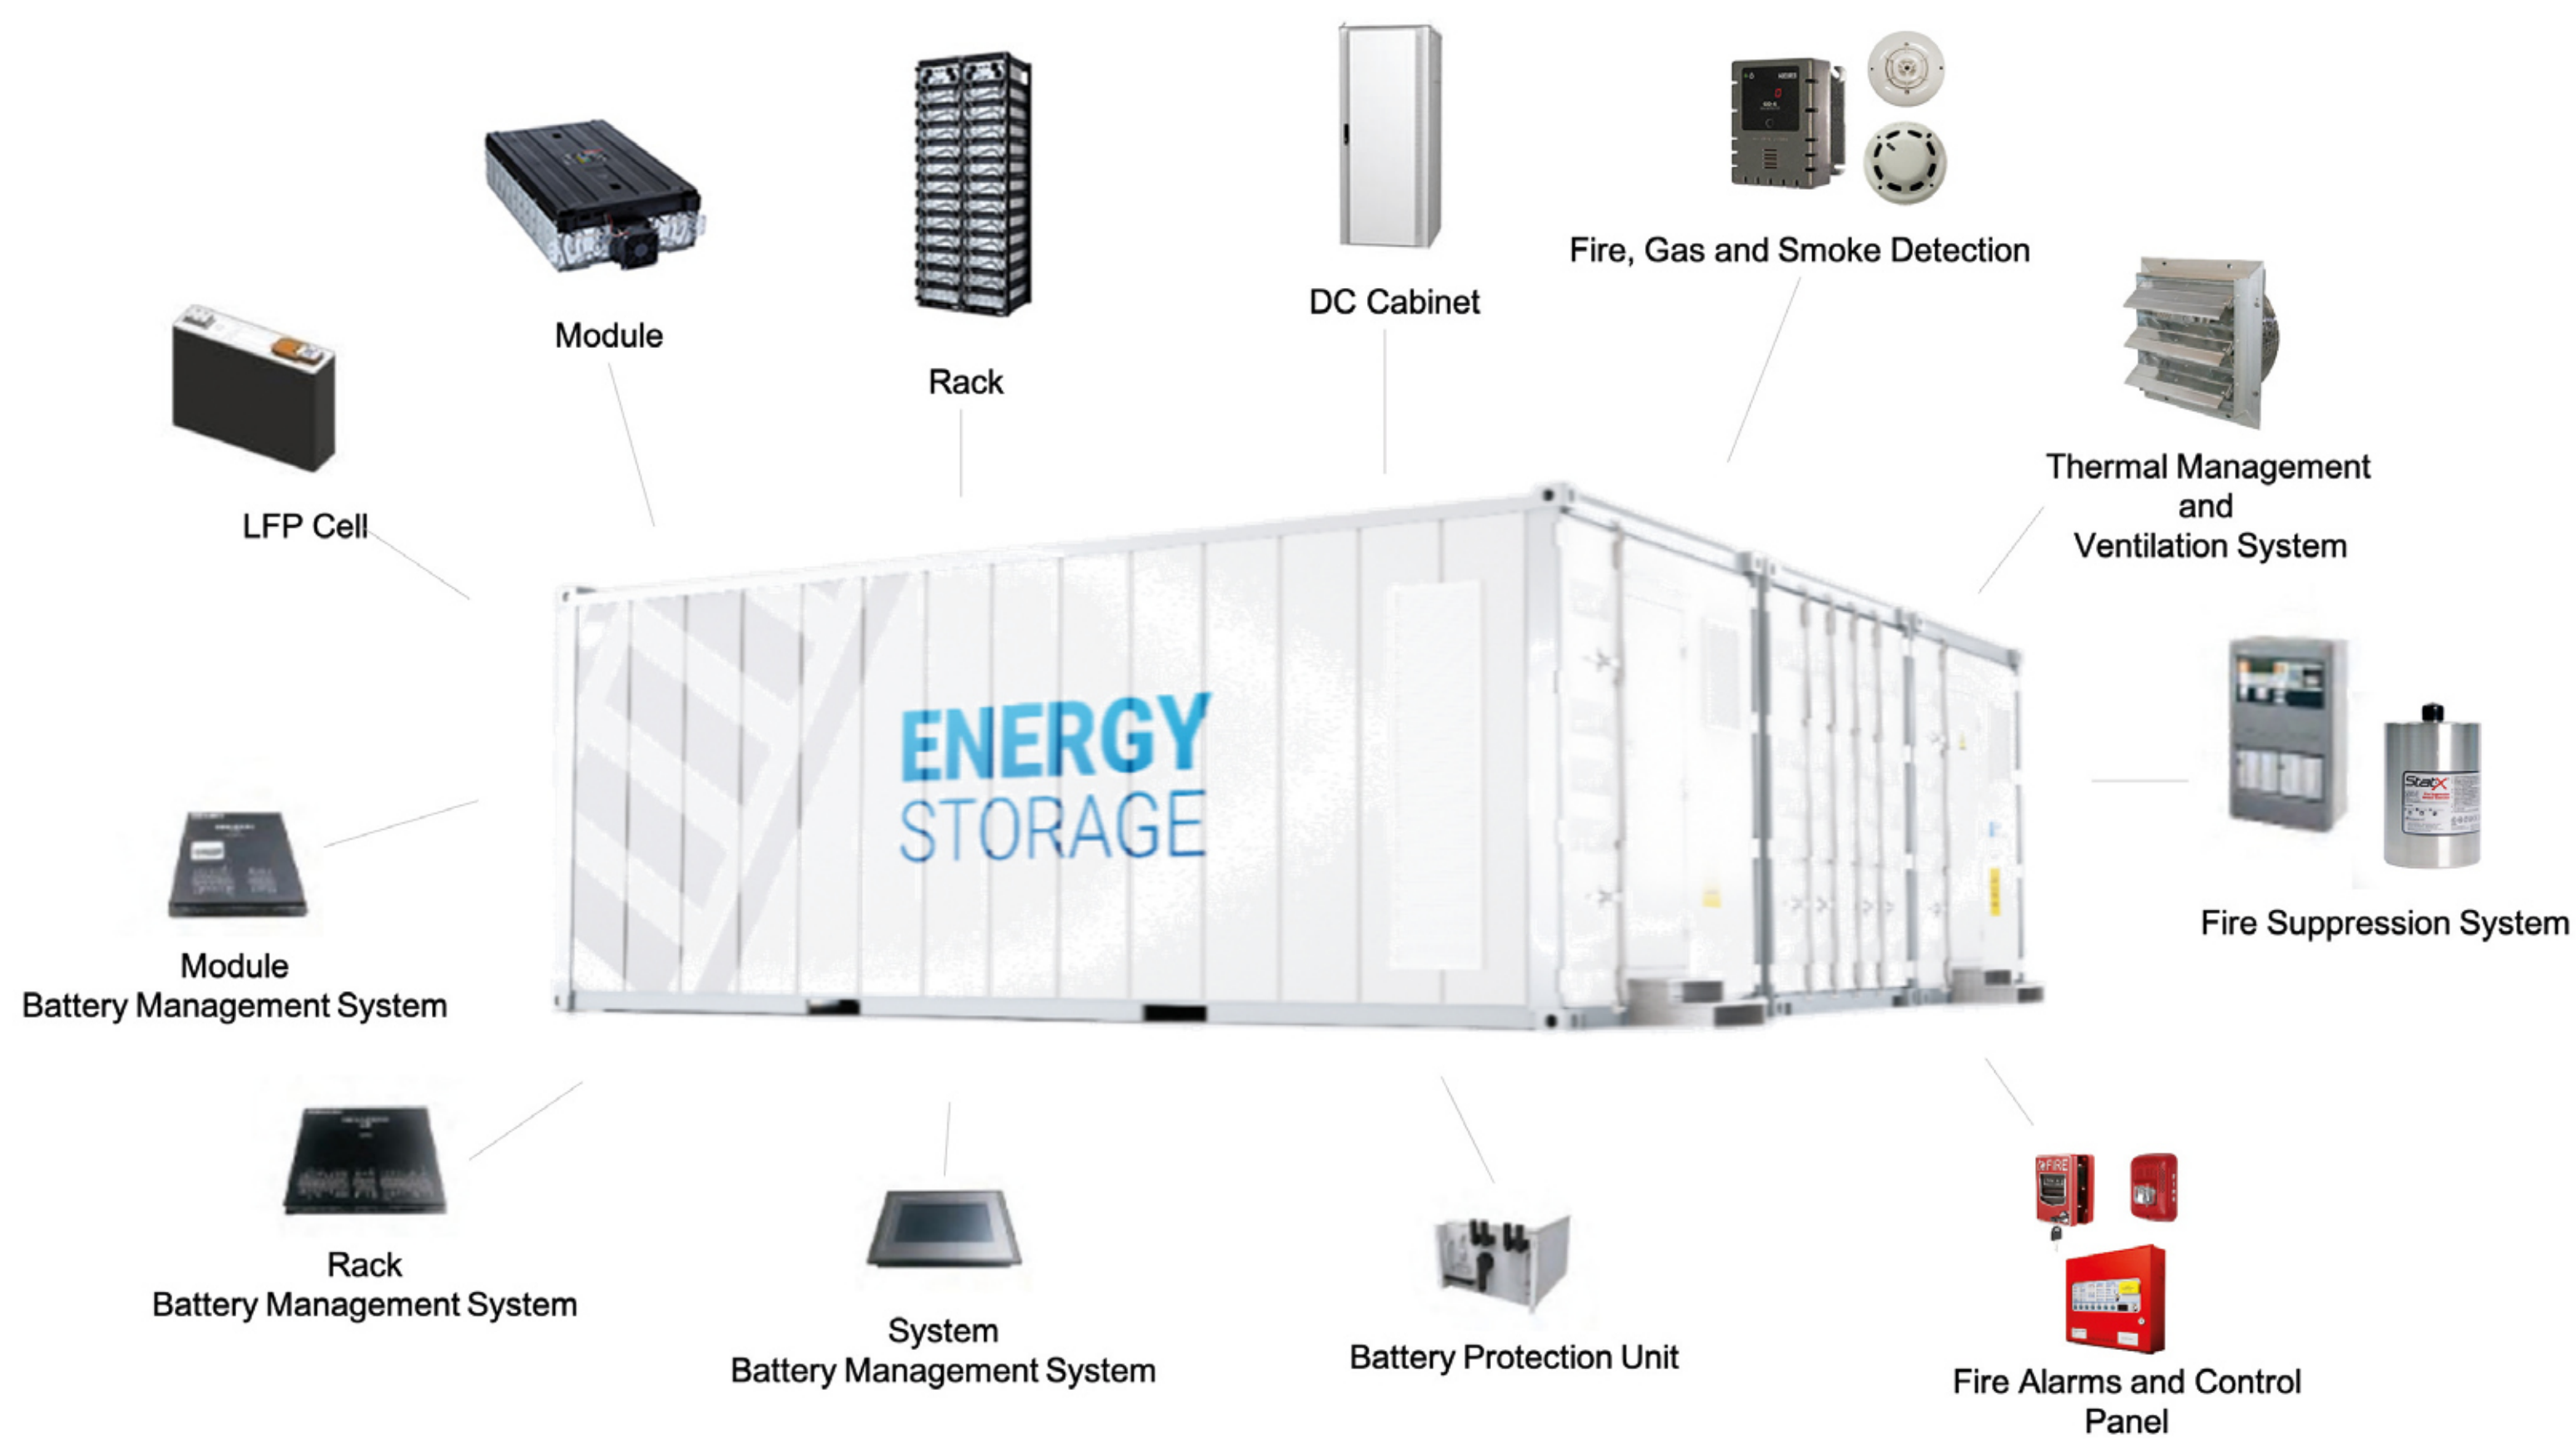 Fire, Gas and Smoke Detection
DC Cabinet
Module
Rack
Thermal Management
and
Ventilation System
LFP Cell
ENERGY
STORAGE
StatX
Fire Suppression System
Module
Battery Management System
FIRE
Rack
Battery Management System
System
Battery Management System
Battery Protection Unit
Fire Alarms and Control
Panel